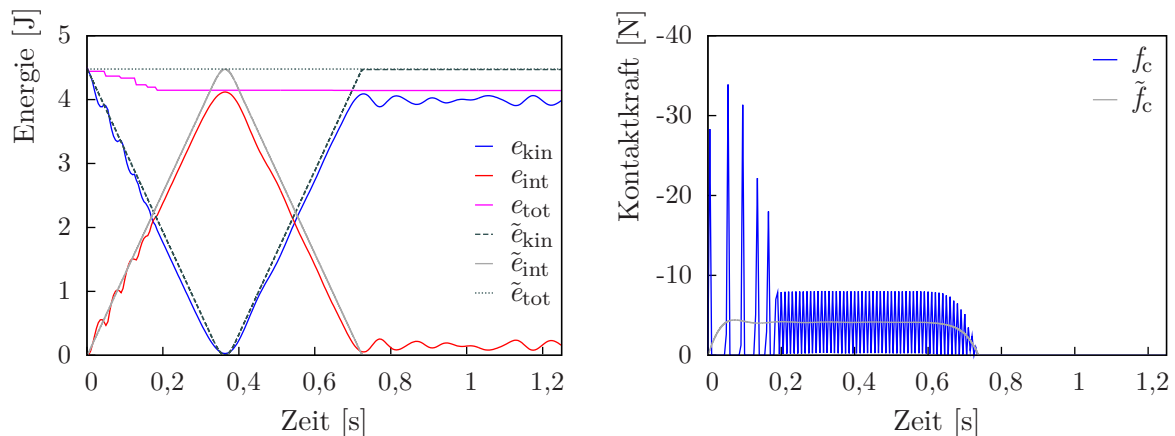 Energie [J]
5
4
3
2
1
0
0 0,2 0,4 0,6 0,8 1 1,2
Zeit [s]
e_kin
e_int
e_tot
ẽ_kin
ẽ_int
ẽ_tot
Kontaktkraft [N]
-40
-30
-20
-10
0
0 0,2 0,4 0,6 0,8 1 1,2
Zeit [s]
f_c
f̃_c